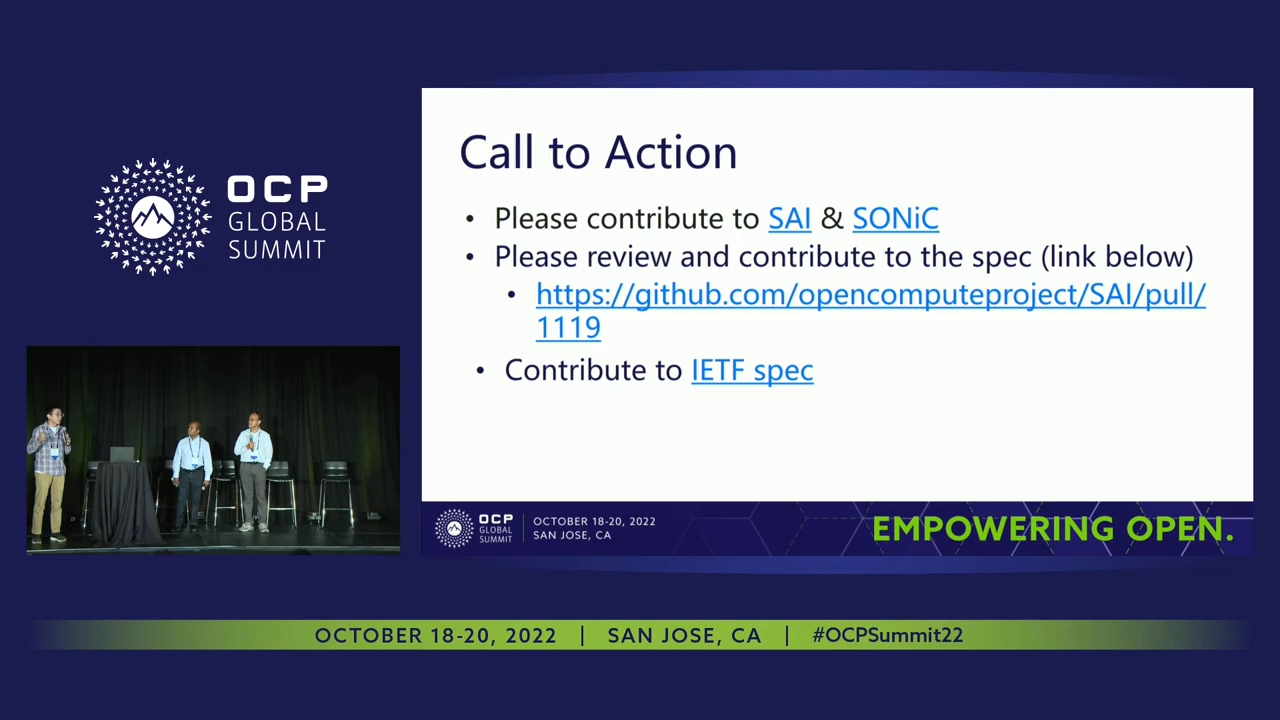 OCP
GLOBAL
SUMMIT
Call to Action
• Please contribute to SAI & SONiC
• Please review and contribute to the spec (link below)
• https://github.com/opencomputeproject/SAI/pull/
1119
• Contribute to IETF spec
OCP
GLOBAL
SUMMIT
OCTOBER 18-20, 2022
SAN JOSE, CA
EMPOWERING OPEN.
OCTOBER 18-20, 2022 | SAN JOSE, CA | #OCPSummit22